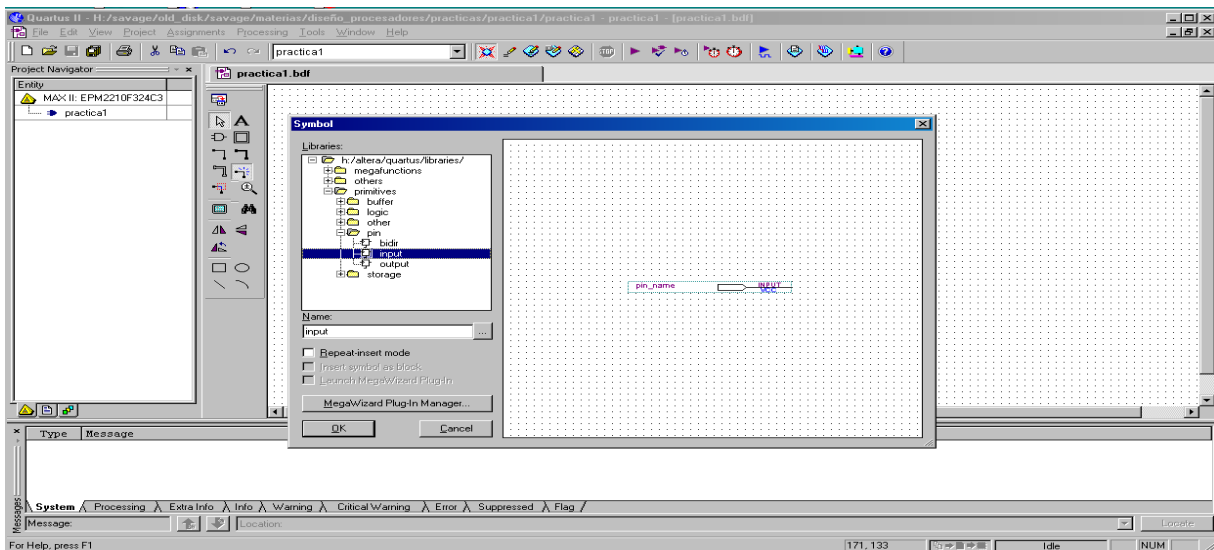 Quartus II - H:/savage/old_disk/savage/materias/diseño_procesadores/practicas/practica1/practica1 - practica1 - [practica1.bdf]
File Edit View Project Assignments Processing Tools Window Help
practica1
Project Navigator
practica1.bdf
Entity
MAX II: EPM2210F324C3
practica1
Symbol
Libraries:
h:/altera/quartus/libraries/
megafunctions
others
primitives
buffer
logic
other
pin
bidir
input
output
storage
pin_name INPUT
VCC
Name:
input
...
Repeat-insert mode
Insert symbol as block
Launch MegaWizard Plug-In
MegaWizard Plug-In Manager...
OK Cancel
Type Message
Messages
System Processing Extra Info Info Warning Critical Warning Error Suppressed Flag
Message: Location: Locate
For Help, press F1 171, 133 Idle NUM